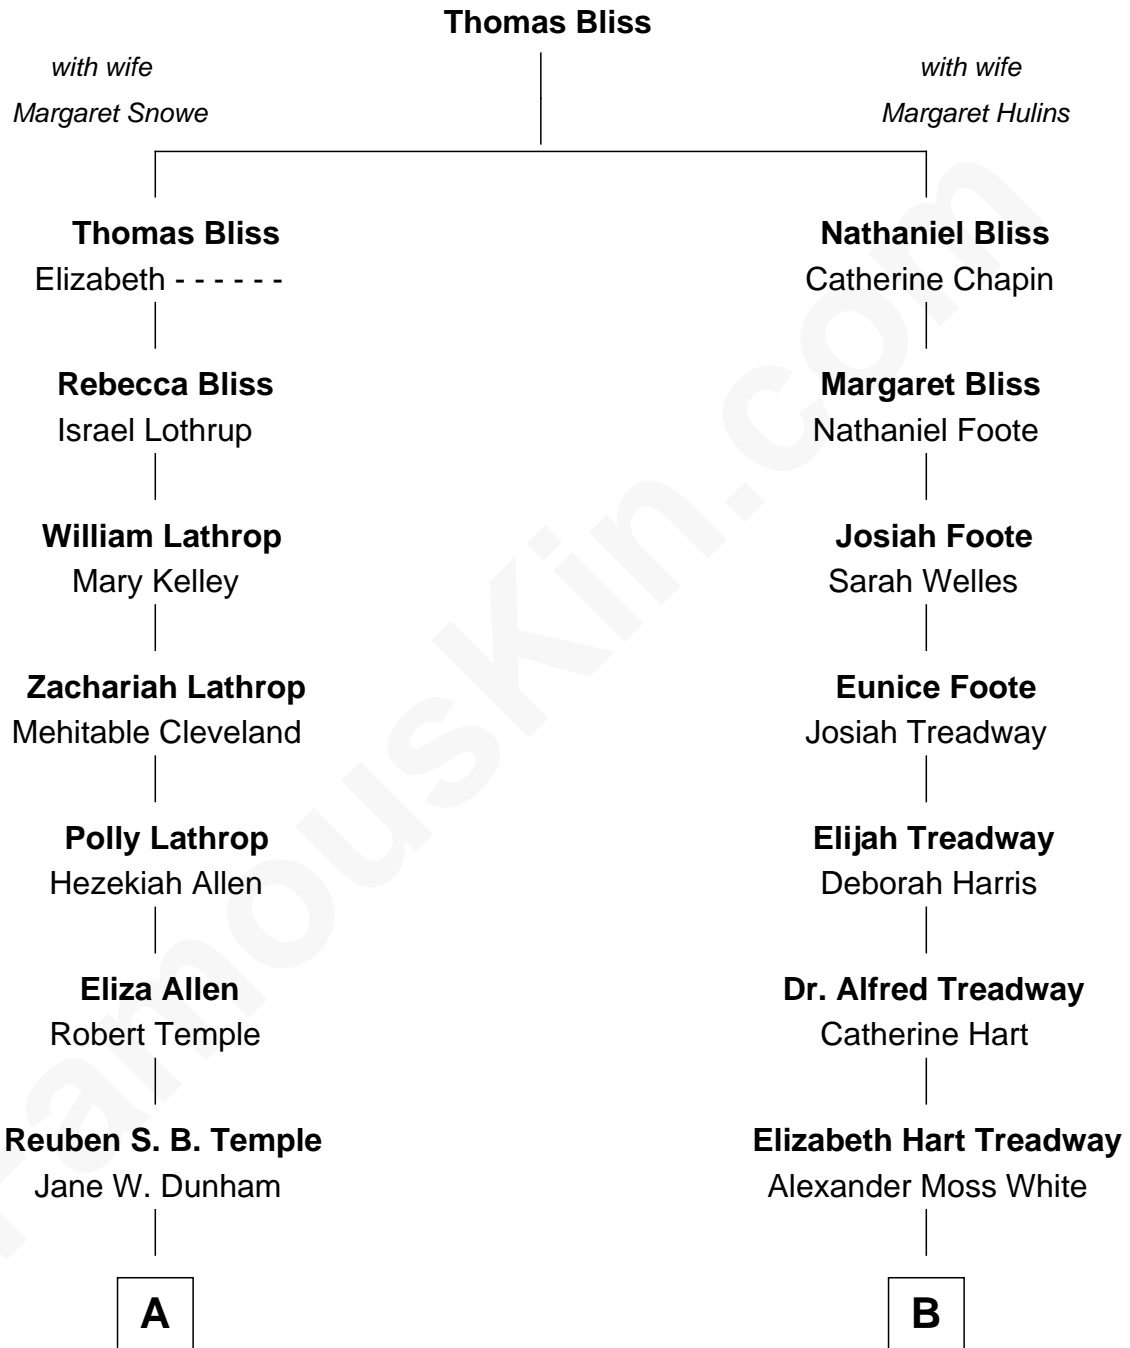 Thomas Bliss
with wife
Margaret Snowe
with wife
Margaret Hulins
Thomas Bliss
Elizabeth - - - - - -
Nathaniel Bliss
Catherine Chapin
Rebecca Bliss
Israel Lothrup
Margaret Bliss
Nathaniel Foote
William Lathrop
Mary Kelley
Josiah Foote
Sarah Welles
Zachariah Lathrop
Mehitable Cleveland
Eunice Foote
Josiah Treadway
Polly Lathrop
Hezekiah Allen
Elijah Treadway
Deborah Harris
Eliza Allen
Robert Temple
Dr. Alfred Treadway
Catherine Hart
Reuben S. B. Temple
Jane W. Dunham
Elizabeth Hart Treadway
Alexander Moss White
A
B
FamousKin.com